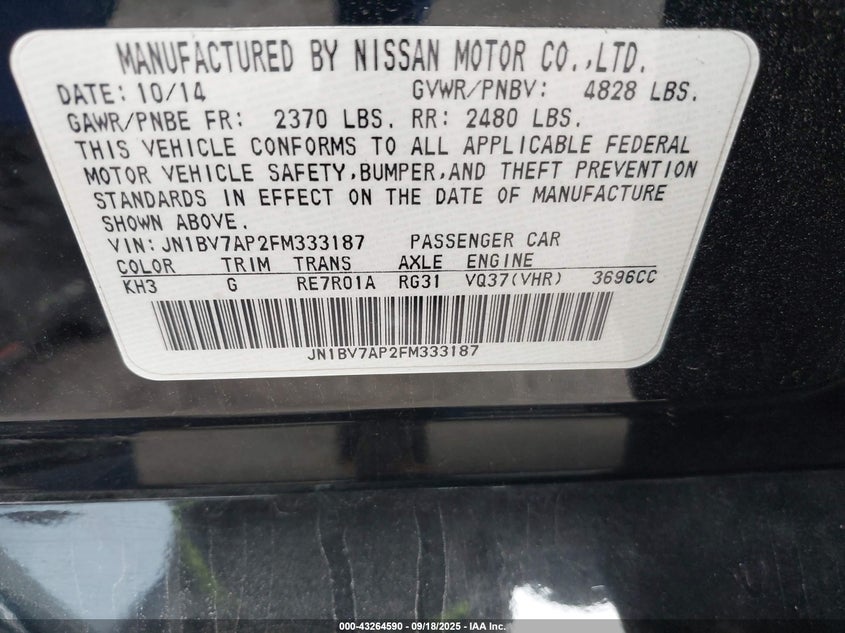 MANUFACTURED BY NISSAN MOTOR CO.,LTD.
DATE: 10/14 GVWR/PNBV: 4828 LBS.
GAWR/PNBE FR: 2370 LBS. RR: 2480 LBS.
THIS VEHICLE CONFORMS TO ALL APPLICABLE FEDERAL
MOTOR VEHICLE SAFETY,BUMPER,AND THEFT PREVENTION
STANDARDS IN EFFECT ON THE DATE OF MANUFACTURE
SHOWN ABOVE.
VIN: JN1BV7AP2FM333187 PASSENGER CAR
COLOR TRIM TRANS AXLE ENGINE
KH3 G RE7R01A RG31 VQ37(VHR) 3696CC
JN1BV7AP2FM333187
000-43264590 - 09/18/2025 - IAA Inc.